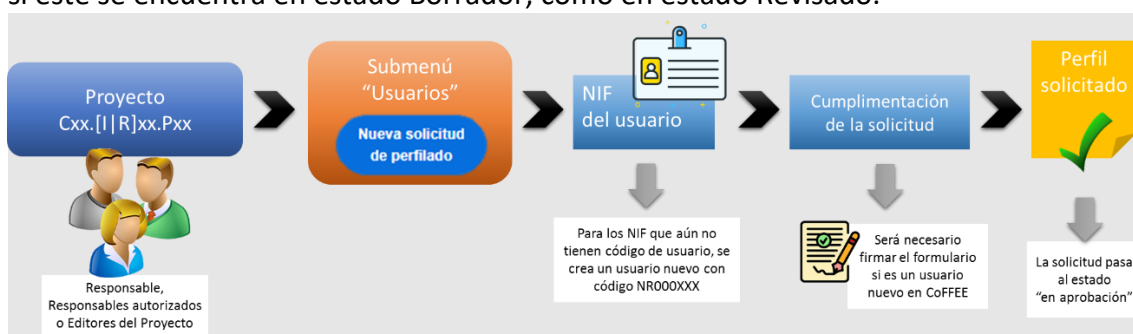 si éste se encuentra en estado Borrador, como en estado Revisado.
Proyecto
Cxx.[I|R]xx.Pxx
Responsable,
Responsables autorizados
o Editores del Proyecto
Submenú
“Usuarios”
Nueva solicitud
de perfilado
NIF
del usuario
Para los NIF que aún no
tienen código de usuario, se
crea un usuario nuevo con
código NR000XXX
Cumplimentación
de la solicitud
Será necesario
firmar el formulario
si es un usuario
nuevo en CoFFEE
Perfil
solicitado
La solicitud pasa
al estado
“en aprobación”